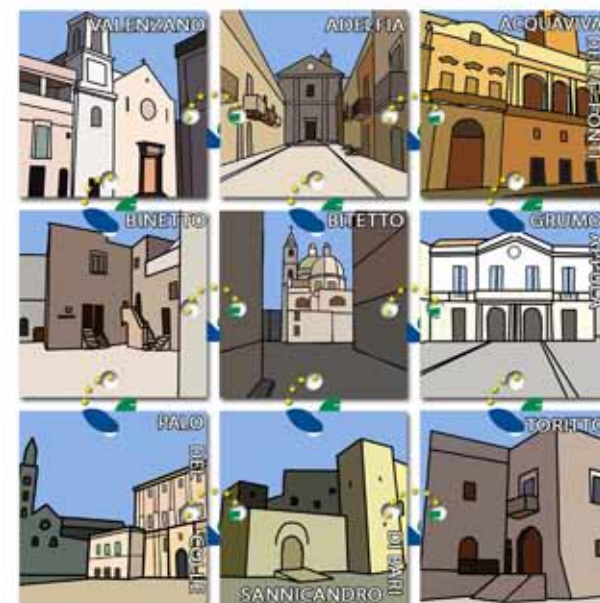 VALENZANO
ADELFIA
ACQUAVIVA
DELLE FONTI
BINETTO
BITETTO
GRUMO
APPULA
PALO
DEL COLLE
SANNICANDRO
DI BARI
TORITTO